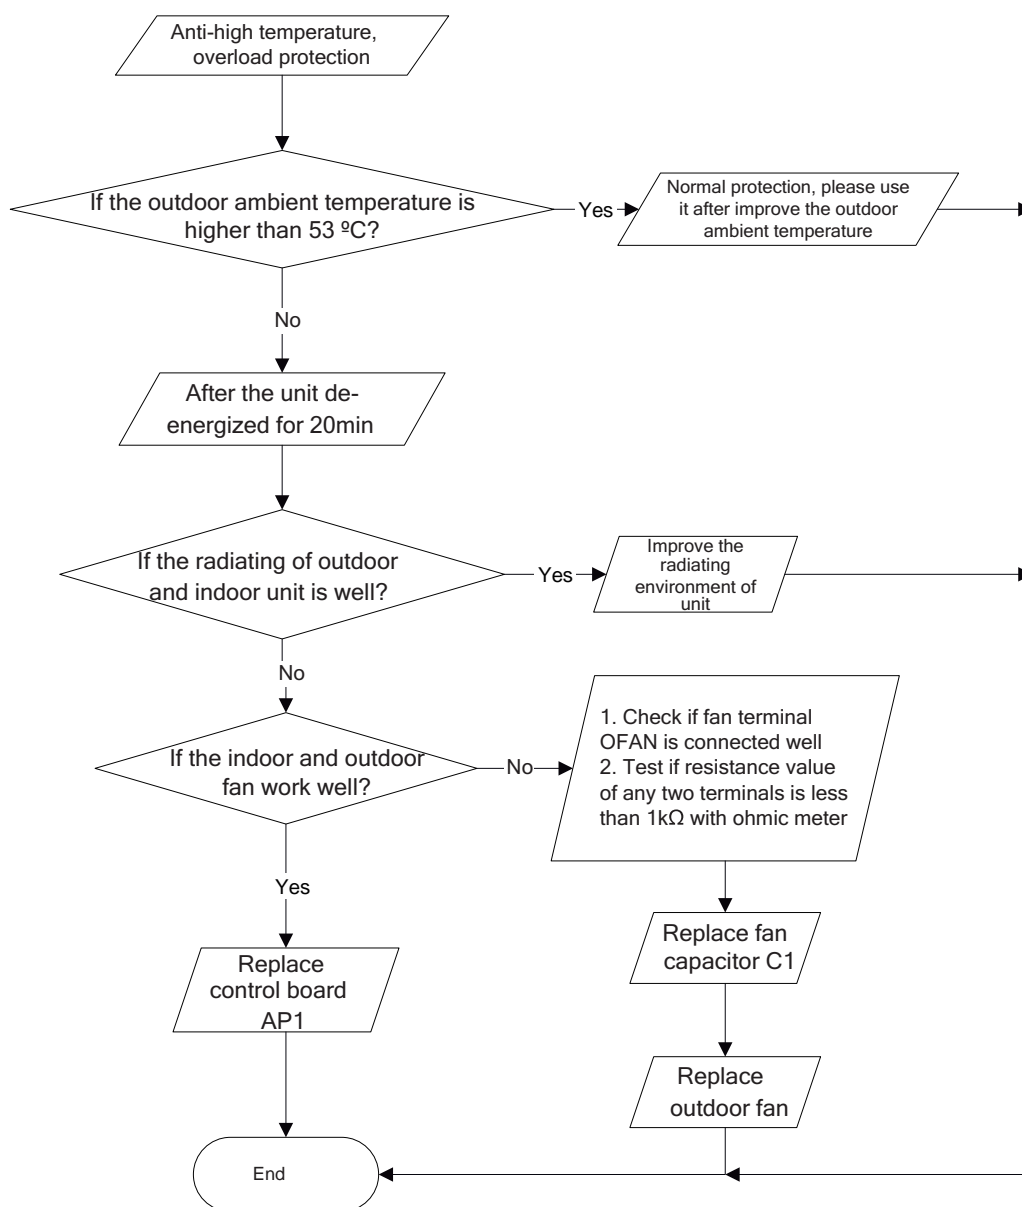 Anti-high temperature,
overload protection
If the outdoor ambient temperature is
higher than 53 ºC?
Yes
Normal protection, please use
it after improve the outdoor
ambient temperature
No
After the unit de-
energized for 20min
If the radiating of outdoor
and indoor unit is well?
Yes
Improve the
radiating
environment of
unit
No
If the indoor and outdoor
fan work well?
No
1. Check if fan terminal
OFAN is connected well
2. Test if resistance value
of any two terminals is less
than 1kΩ with ohmic meter
Yes
Replace
control board
AP1
Replace fan
capacitor C1
Replace
outdoor fan
End